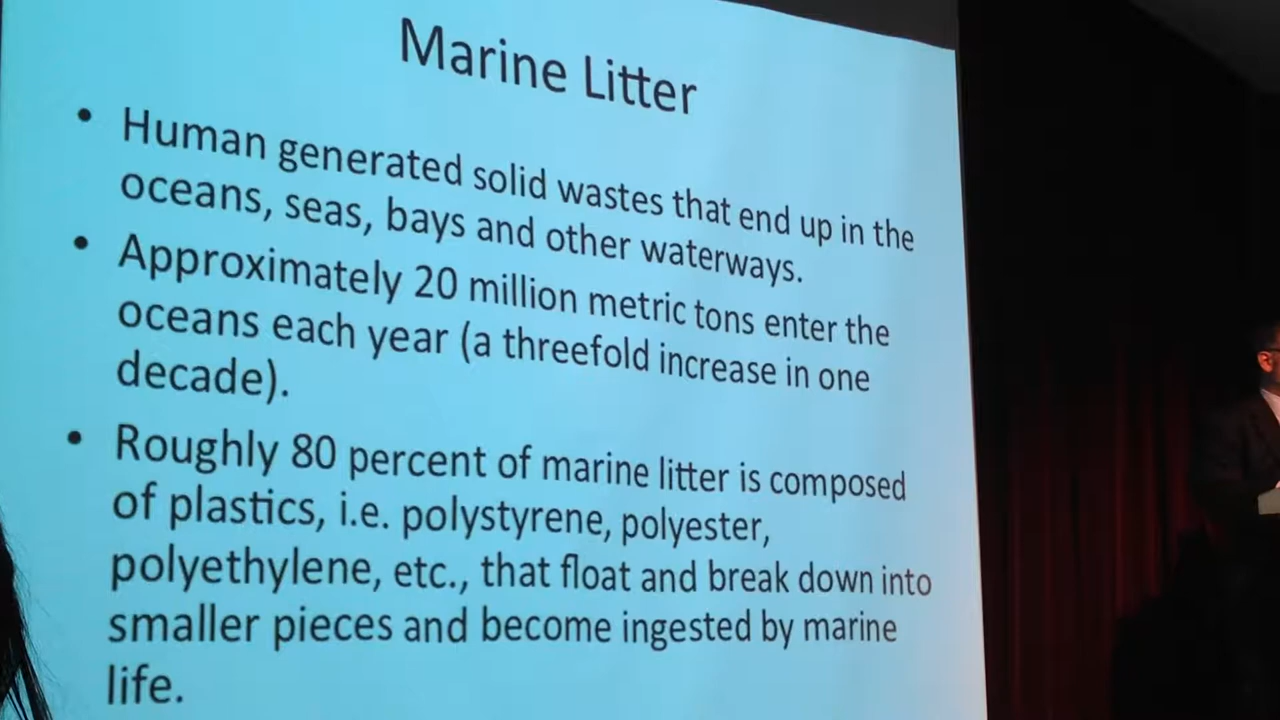 Marine Litter
• Human generated solid wastes that end up in the
oceans, seas, bays and other waterways.
• Approximately 20 million metric tons enter the
oceans each year (a threefold increase in one
decade).
• Roughly 80 percent of marine litter is composed
of plastics, i.e. polystyrene, polyester,
polyethylene, etc., that float and break down into
smaller pieces and become ingested by marine
life.